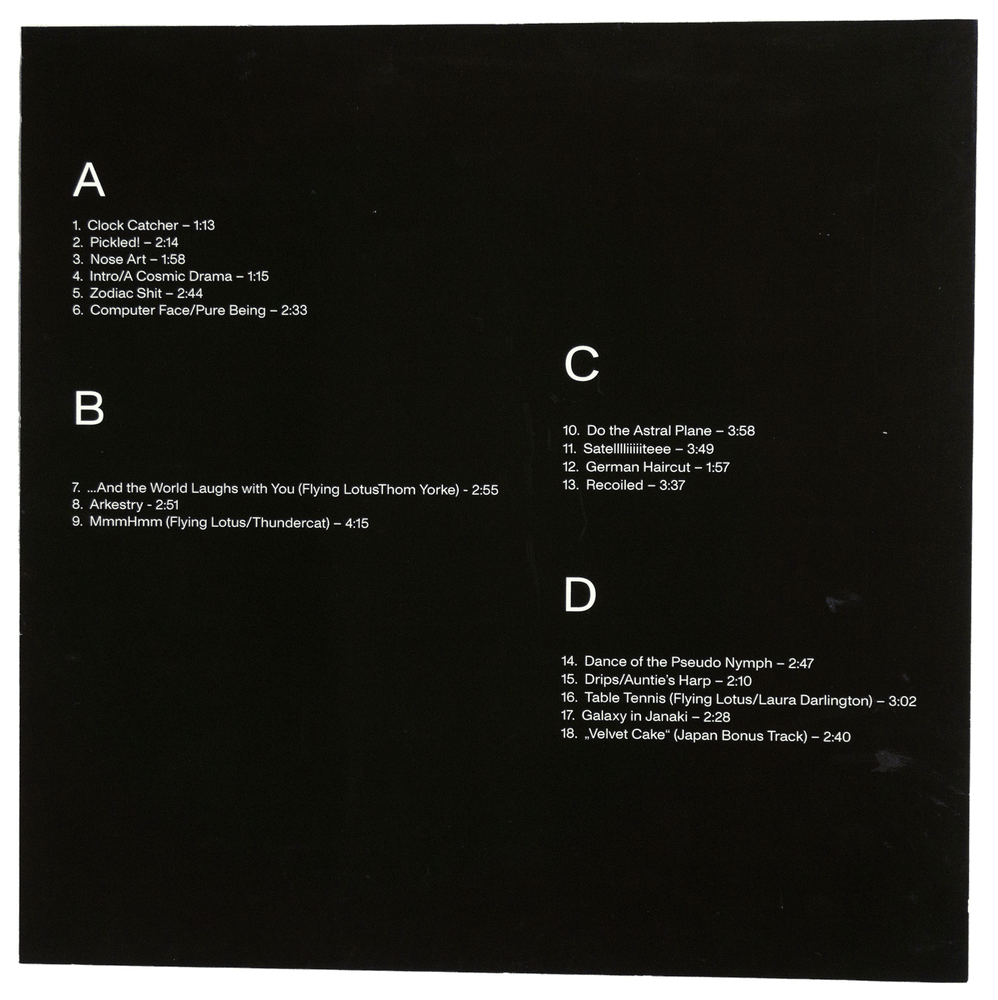 A
1. Clock Catcher – 1:13
2. Pickled! – 2:14
3. Nose Art – 1:58
4. Intro/A Cosmic Drama – 1:15
5. Zodiac Shit – 2:44
6. Computer Face/Pure Being – 2:33
B
7. ...And the World Laughs with You (Flying LotusThom Yorke) - 2:55
8. Arkestry - 2:51
9. MmmHmm (Flying Lotus/Thundercat) – 4:15
C
10. Do the Astral Plane – 3:58
11. Satelllliiiiiteee – 3:49
12. German Haircut – 1:57
13. Recoiled – 3:37
D
14. Dance of the Pseudo Nymph – 2:47
15. Drips/Auntie's Harp – 2:10
16. Table Tennis (Flying Lotus/Laura Darlington) – 3:02
17. Galaxy in Janaki – 2:28
18. „Velvet Cake“ (Japan Bonus Track) – 2:40